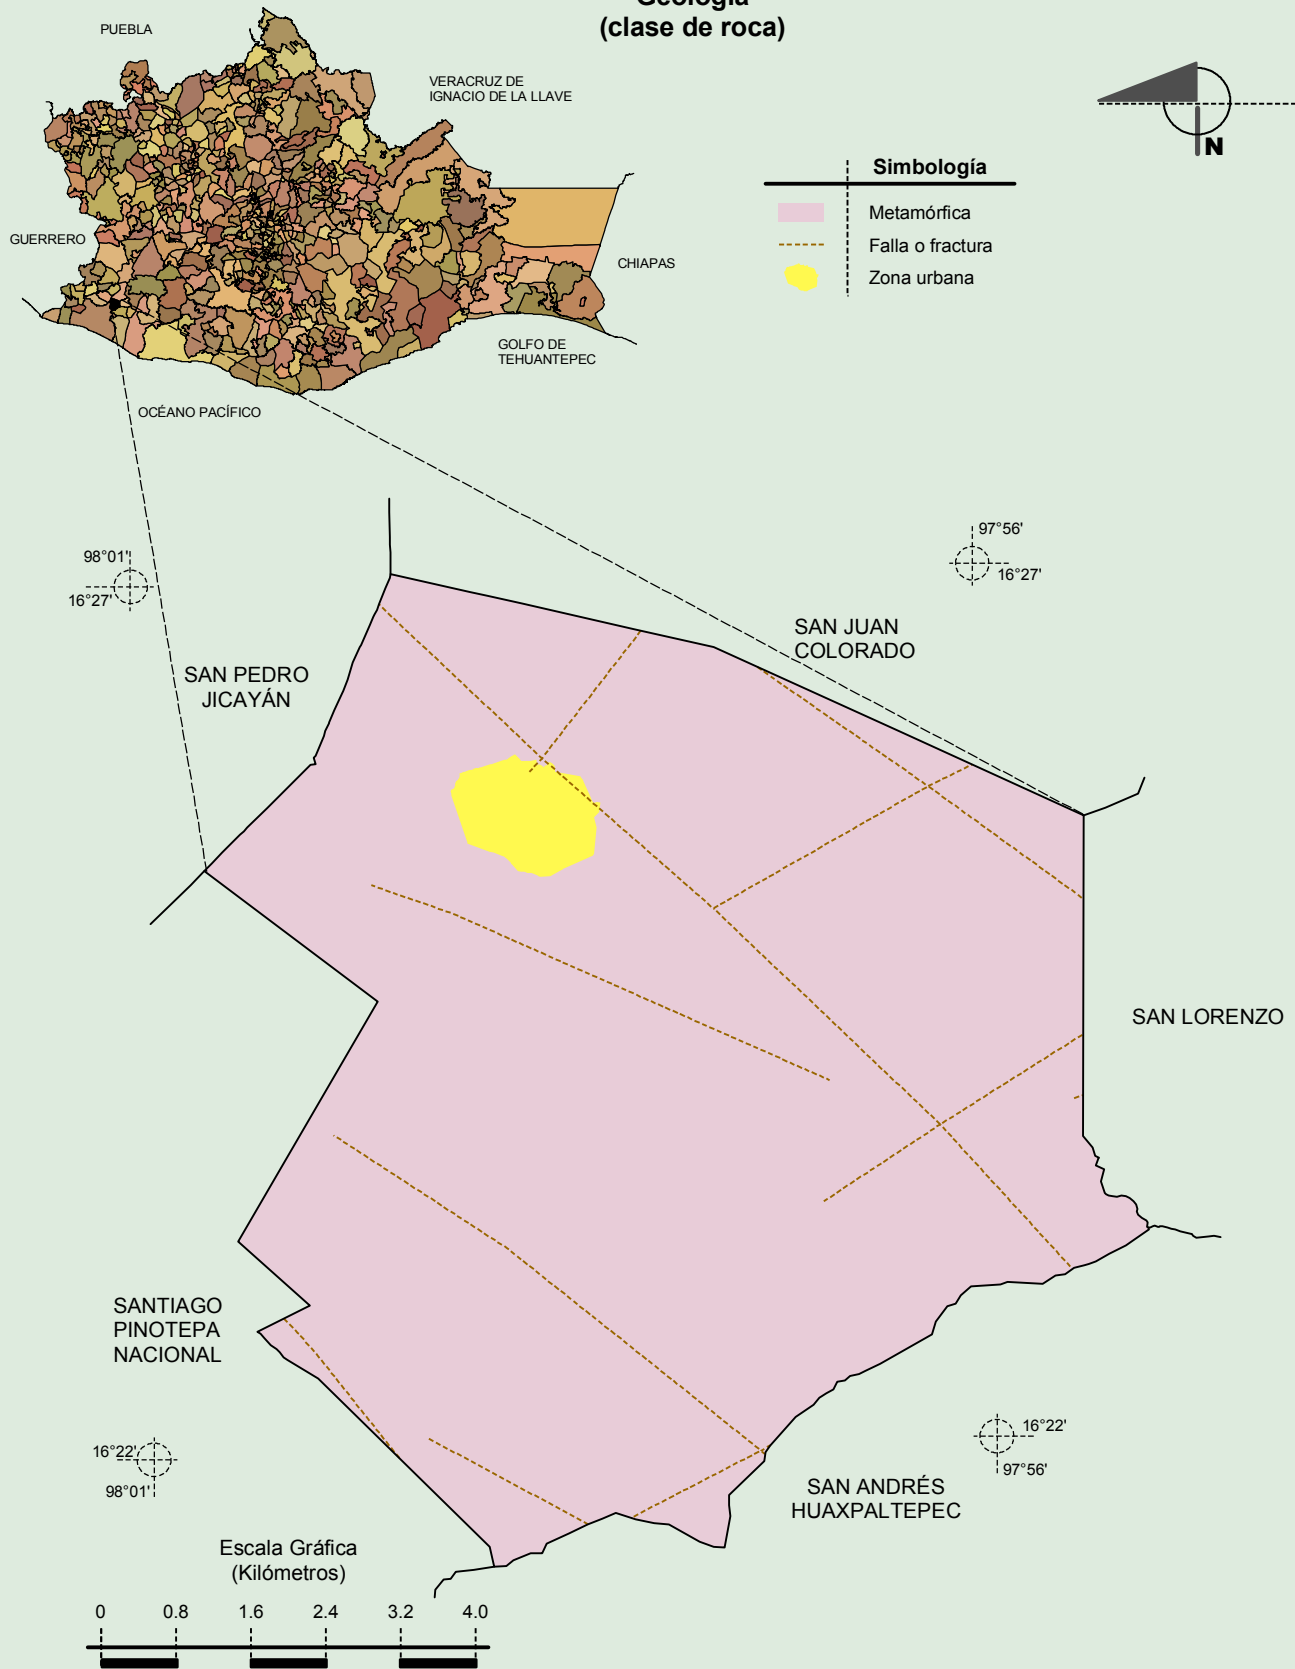 Geología
(clase de roca)
PUEBLA
VERACRUZ DE
IGNACIO DE LA LLAVE
GUERRERO
CHIAPAS
GOLFO DE
TEHUANTEPEC
OCÉANO PACÍFICO
N
Simbología
Metamórfica
Falla o fractura
Zona urbana
98°01'
16°27'
97°56'
16°27'
SAN JUAN
COLORADO
SAN PEDRO
JICAYÁN
SAN LORENZO
SANTIAGO
PINOTEPA
NACIONAL
16°22'
98°01'
16°22'
97°56'
SAN ANDRÉS
HUAXPALTEPEC
Escala Gráfica
(Kilómetros)
0 0.8 1.6 2.4 3.2 4.0